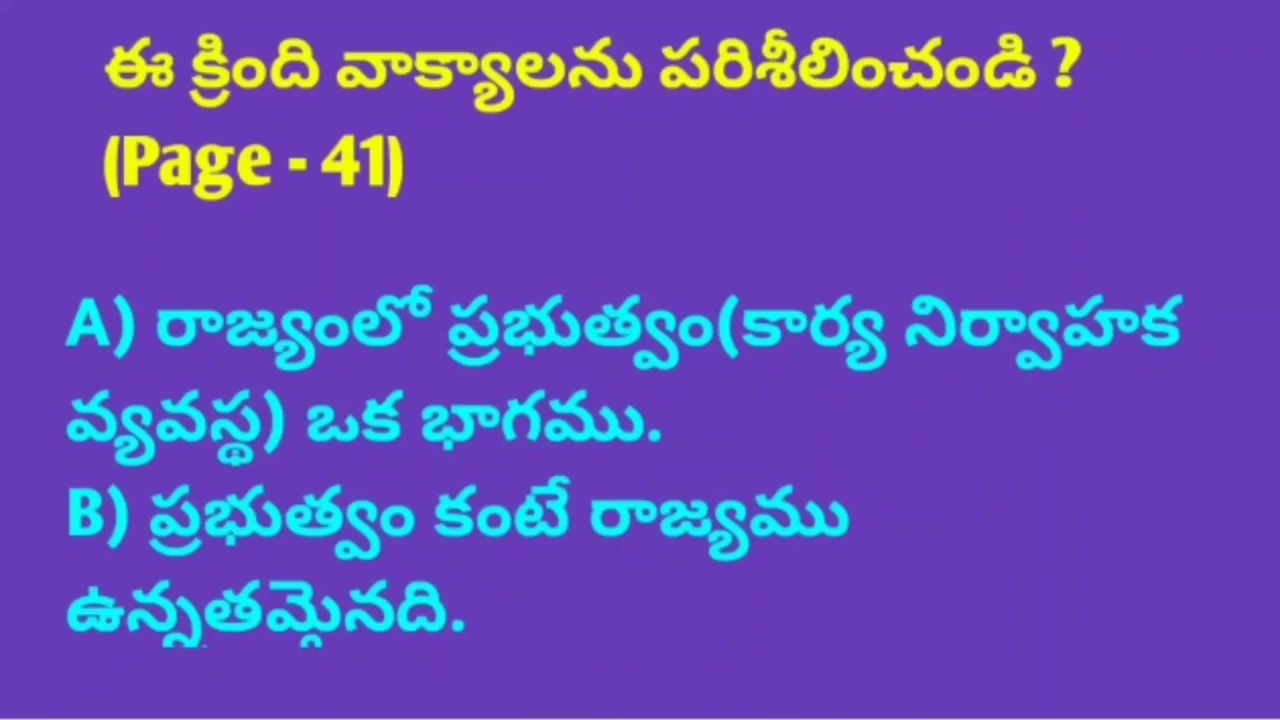 ఈ క్రింది వాక్యాలను పరిశీలించండి ?
(Page - 41)
A) రాజ్యంలో ప్రభుత్వం(కార్య నిర్వాహక
వ్యవస్థ) ఒక భాగము.
B) ప్రభుత్వం కంటే రాజ్యము
ఉన్నతమైనది.